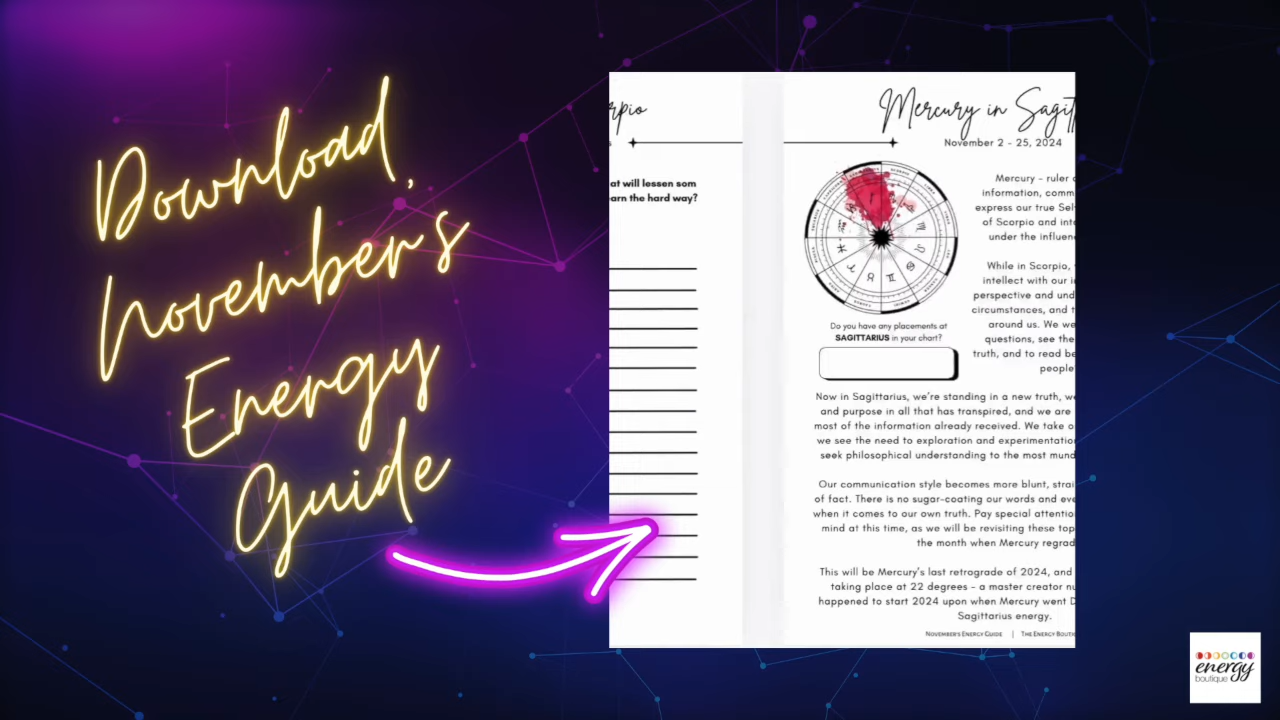 Download
November's
Energy
Guide
rpio
at will lessen som
arn the hard way?
Mercury in Sagitt
November 2 - 25, 2024
Do you have any placements at
SAGITTARIUS in your chart?
Mercury - ruler
information, comm
express our true Sel
of Scorpio and int
under the influen
While in Scorpio,
intellect with our i
perspective and und
circumstances, and t
around us. We we
questions, see the
truth, and to read be
people
Now in Sagittarius, we're standing in a new truth, we
and purpose in all that has transpired, and we are
most of the information already received. We take o
we see the need to exploration and experimentatio
seek philosophical understanding to the most mund
Our communication style becomes more blunt, strai
of fact. There is no sugar-coating our words and eve
when it comes to our own truth. Pay special attentio
mind at this time, as we will be revisiting these top
the month when Mercury regrad
This will be Mercury's last retrograde of 2024, and
taking place at 22 degrees - a master creator nu
happened to start 2024 upon when Mercury went D
Sagittarius energy.
November's Energy Guide | The Energy Bouti
energy
boutique